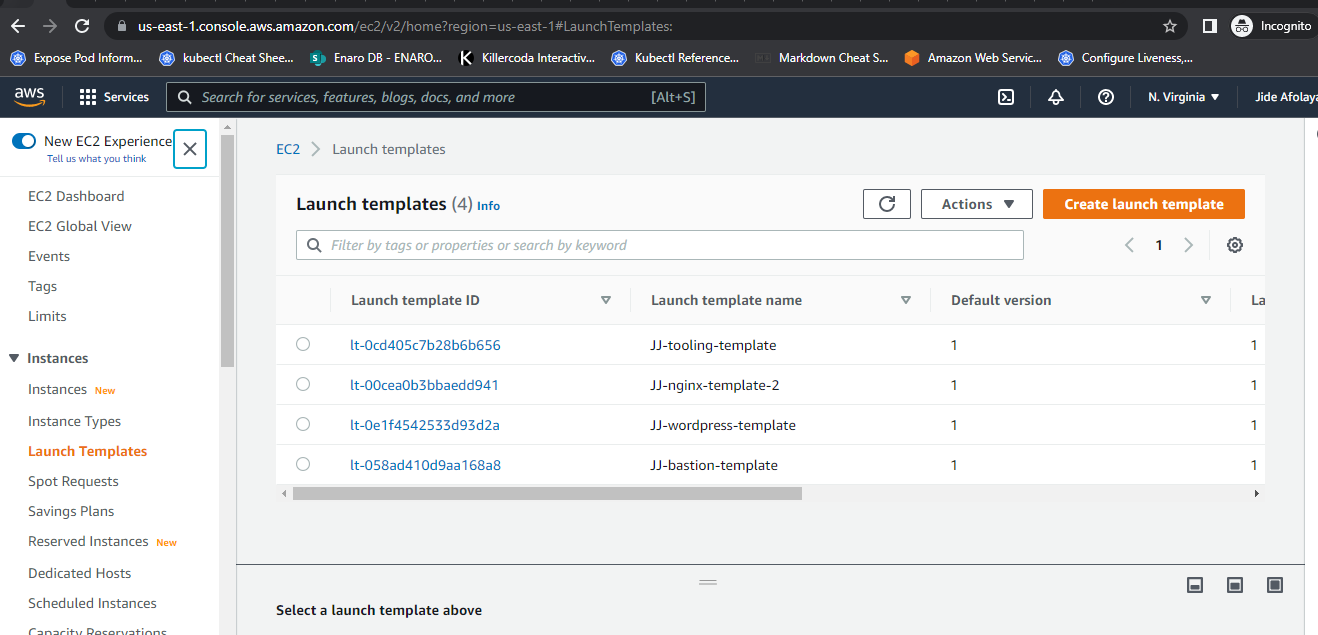 us-east-1.console.aws.amazon.com/ec2/v2/home?region=us-east-1#LaunchTemplates:
Incognito
Expose Pod Inform... kubectl Cheat Shee... Enaro DB - ENARO... Killercoda Interactiv... Kubectl Reference... Markdown Cheat S... Amazon Web Servic... Configure Liveness,...
aws Services Search for services, features, blogs, docs, and more [Alt+S] N. Virginia Jide Afolaya
New EC2 Experience
Tell us what you think
EC2 Dashboard
EC2 Global View
Events
Tags
Limits
Instances
Instances New
Instance Types
Launch Templates
Spot Requests
Savings Plans
Reserved Instances New
Dedicated Hosts
Scheduled Instances
Capacity Reservations
EC2 > Launch templates
Launch templates (4) Info
Actions
Create launch template
Filter by tags or properties or search by keyword
1
Launch template ID Launch template name Default version La
lt-0cd405c7b28b6b656 JJ-tooling-template 1 1
lt-00cea0b3bbaedd941 JJ-nginx-template-2 1 1
lt-0e1f4542533d93d2a JJ-wordpress-template 1 1
lt-058ad410d9aa168a8 JJ-bastion-template 1 1
Select a launch template above